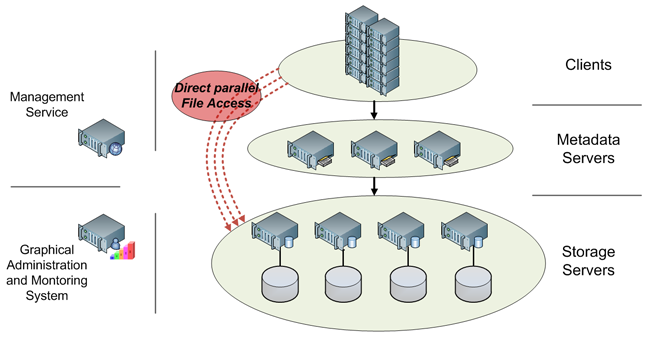 Direct parallel
File Access
Clients
Management
Service
Metadata
Servers
Graphical
Administration
and Montoring
System
Storage
Servers